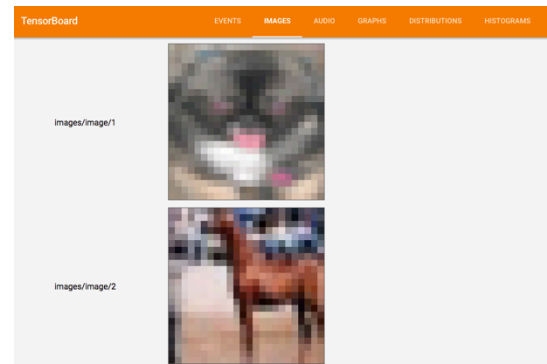 TensorBoard EVENTS IMAGES AUDIO GRAPHS DISTRIBUTIONS HISTOGRAMS
images/image/1
images/image/2